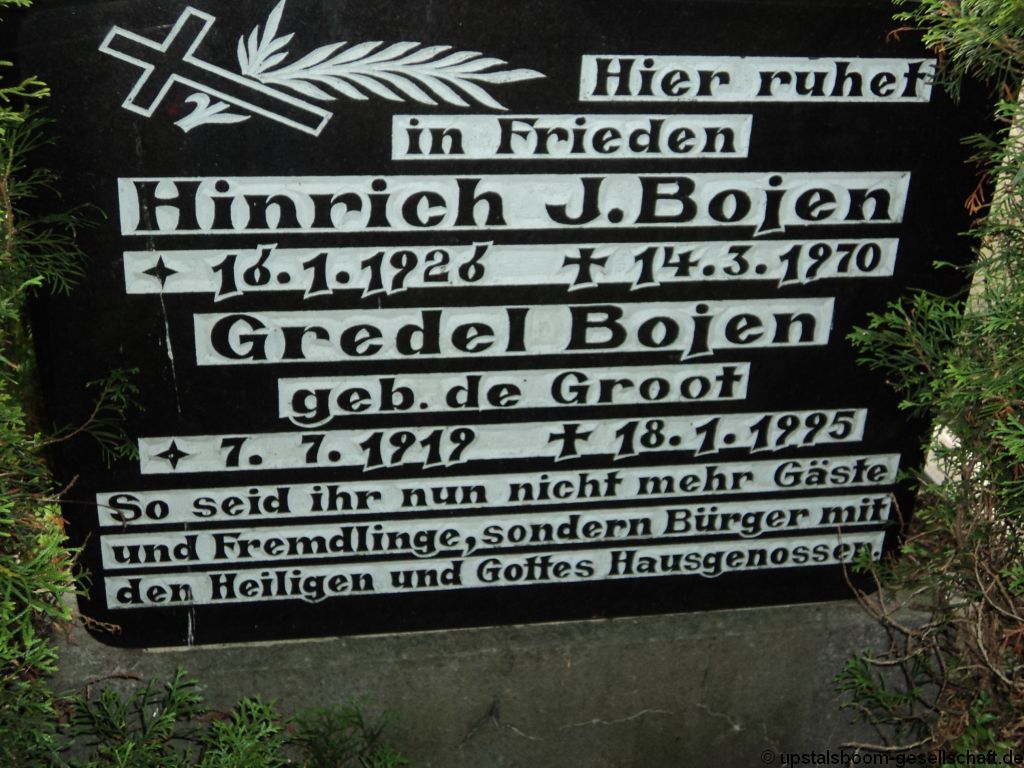 Hier ruhet
in Frieden
Hinrich J. Bojen
✦ 16.1.1926 ✝ 14.3.1970
Gredel Bojen
geb. de Groot
✦ 7. 7. 1919 ✝ 18.1.1995
So seid ihr nun nicht mehr Gäste
und Fremdlinge, sondern Bürger mit
den Heiligen und Gottes Hausgenossen.
© upstalsboom-gesellschaft.de